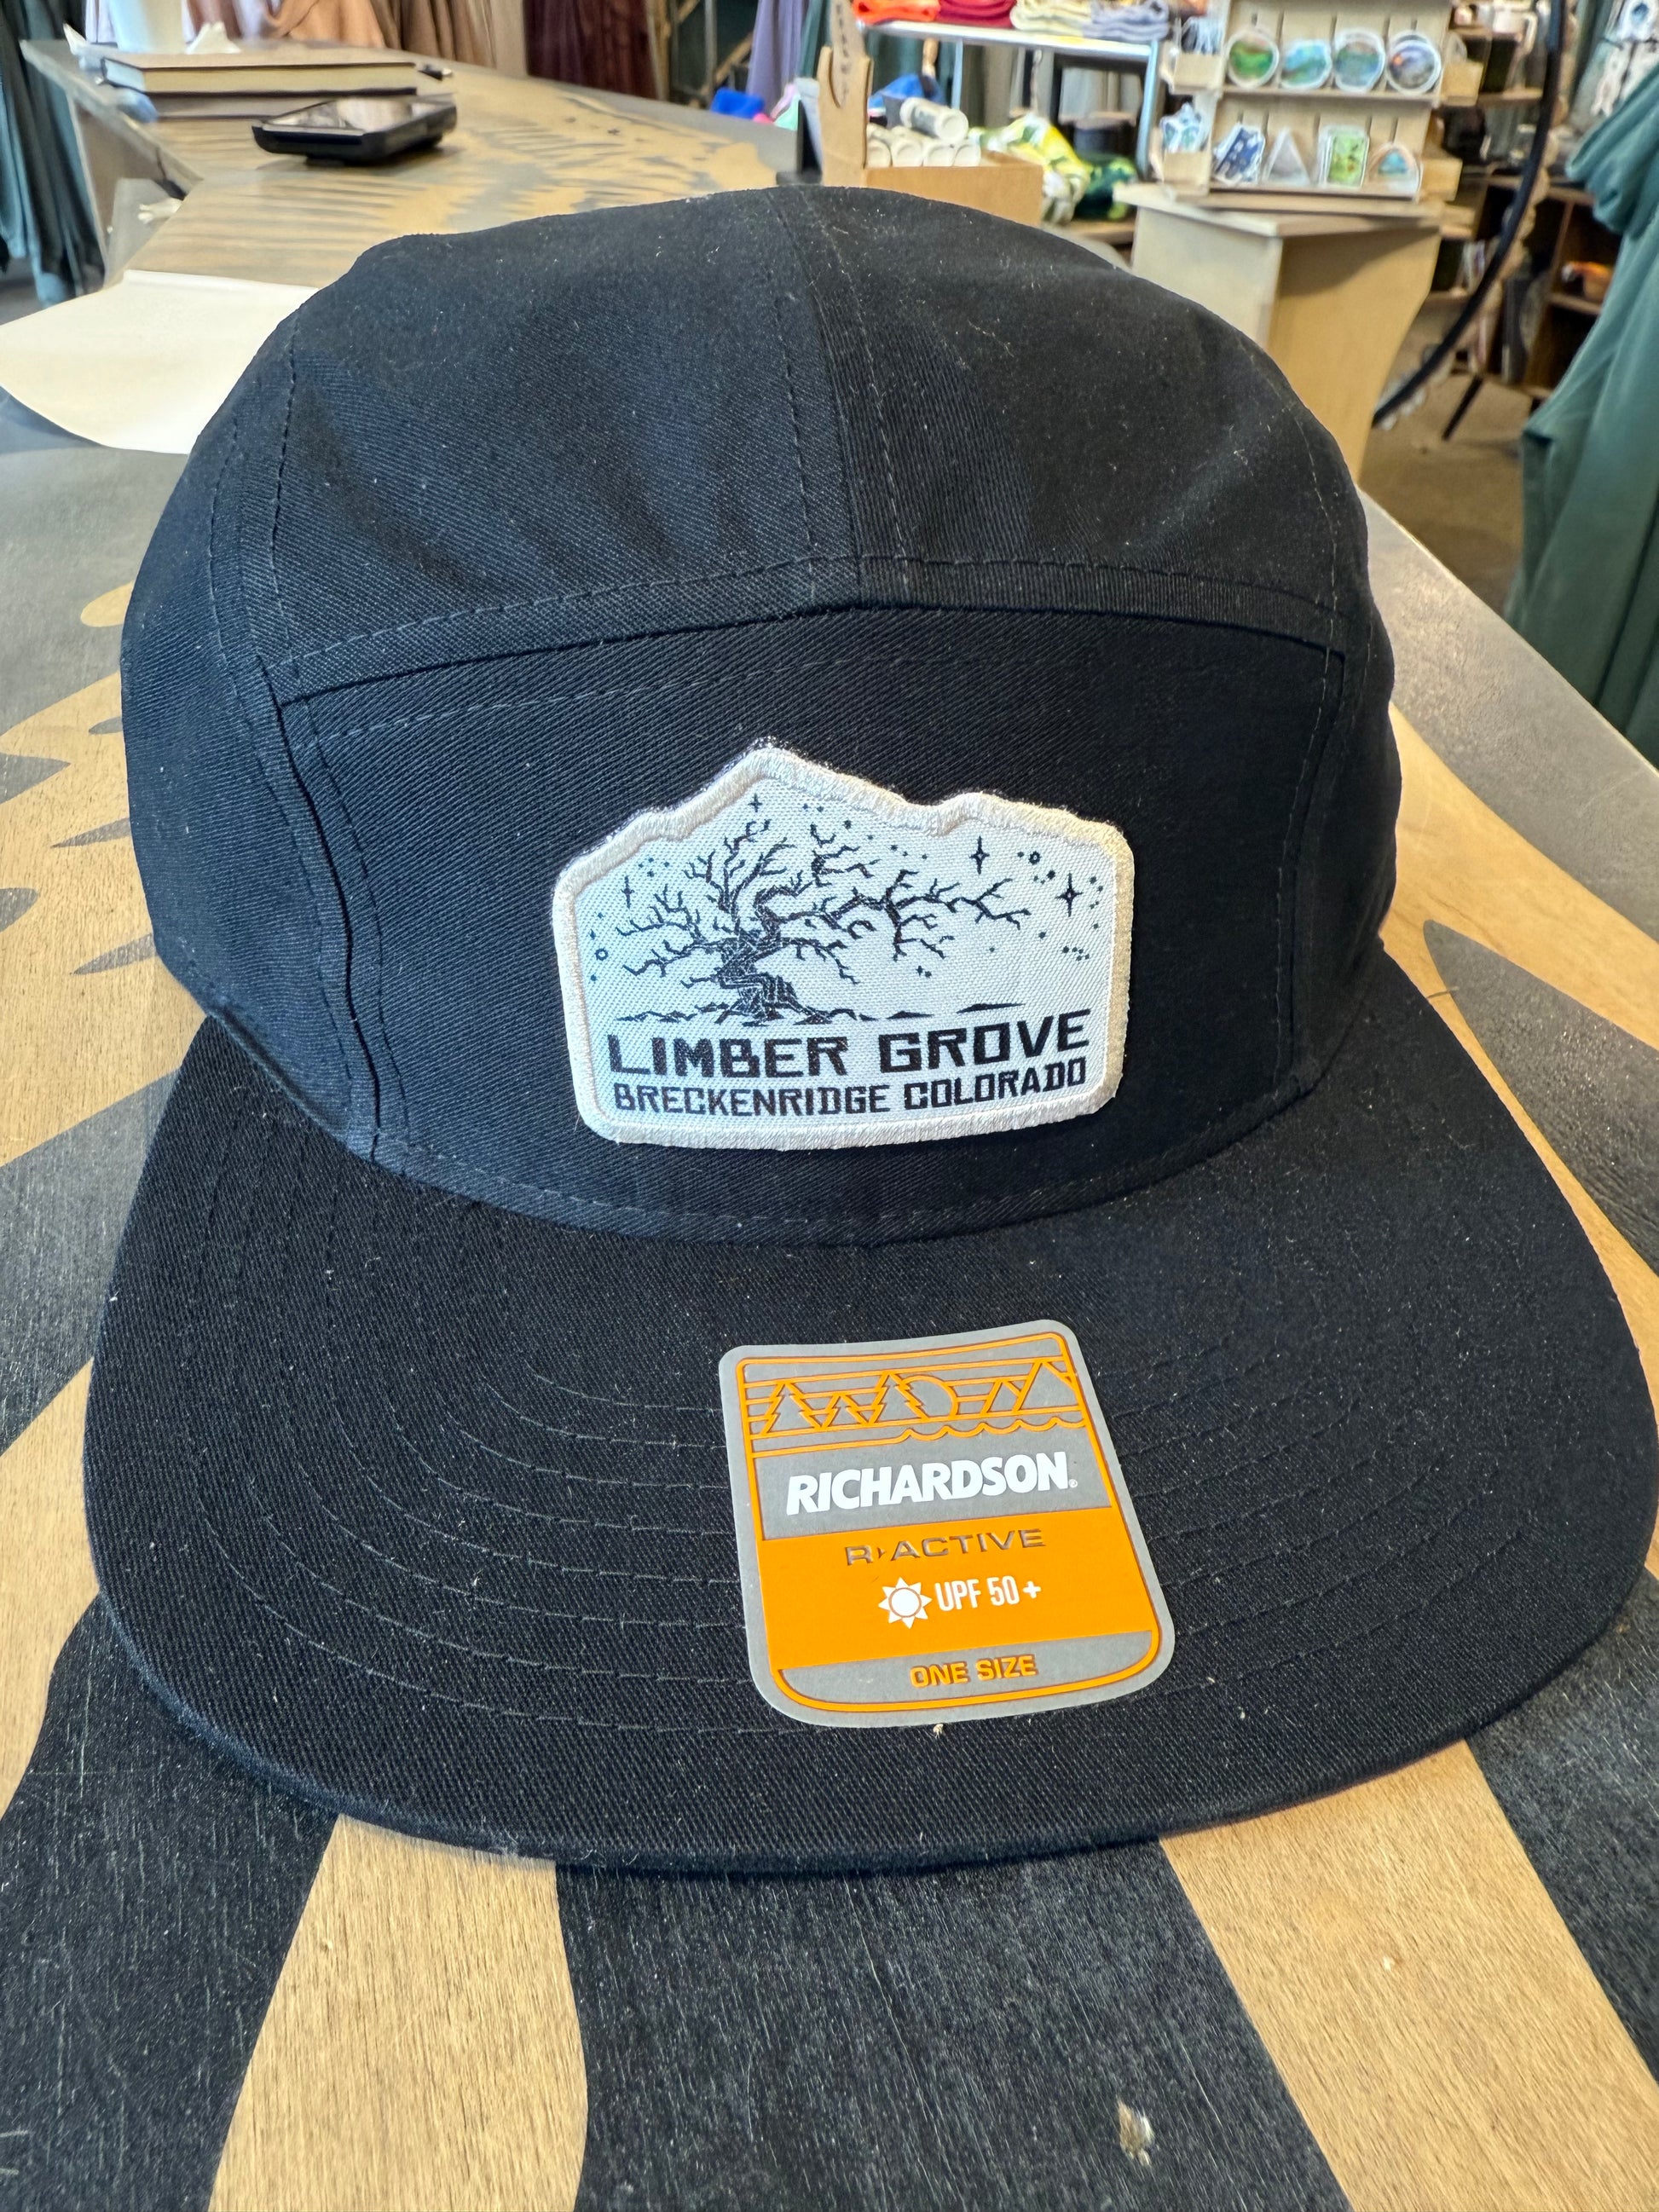 LIMBER GROVE
BRECKENRIDGE COLORADO
RICHARDSON®
R·ACTIVE
UPF 50+
ONE SIZE